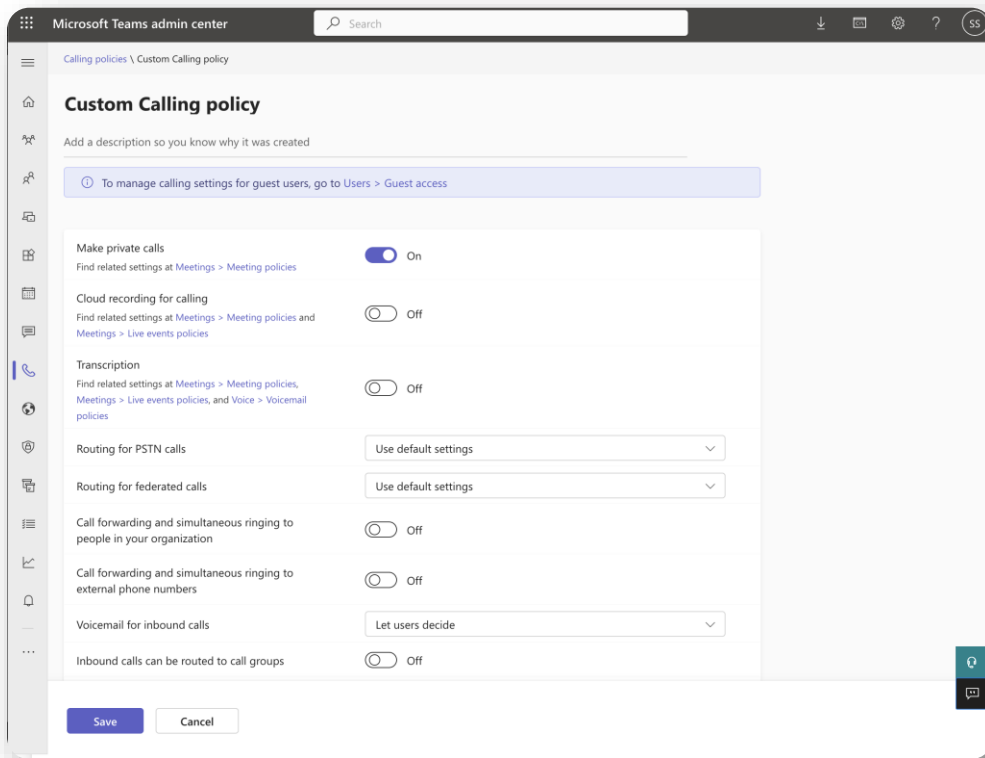 Microsoft Teams admin center
Search
SS
Calling policies \ Custom Calling policy
Custom Calling policy
Add a description so you know why it was created
To manage calling settings for guest users, go to Users > Guest access
Make private calls
Find related settings at Meetings > Meeting policies
On
Cloud recording for calling
Find related settings at Meetings > Meeting policies and
Meetings > Live events policies
Off
Transcription
Find related settings at Meetings > Meeting policies,
Meetings > Live events policies, and Voice > Voicemail
policies
Off
Routing for PSTN calls
Use default settings
Routing for federated calls
Use default settings
Call forwarding and simultaneous ringing to
people in your organization
Off
Call forwarding and simultaneous ringing to
external phone numbers
Off
Voicemail for inbound calls
Let users decide
Inbound calls can be routed to call groups
Off
Save
Cancel